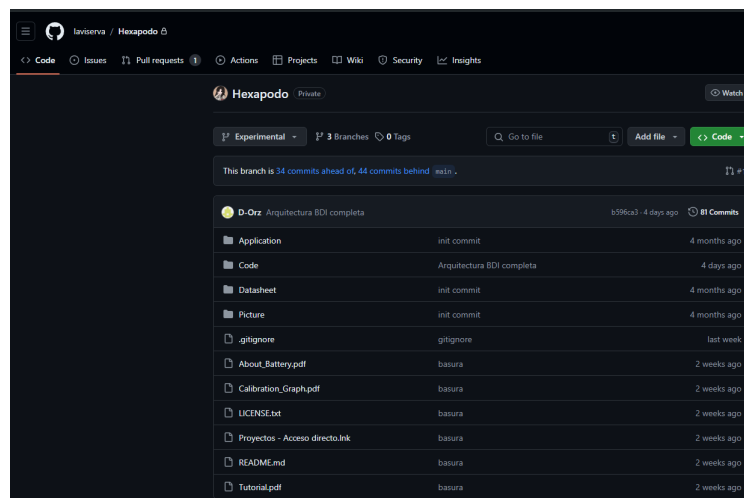 laviserva / Hexapodo
Code Issues Pull requests 1 Actions Projects Wiki Security Insights
Hexapodo Private Watch
Experimental 3 Branches 0 Tags Go to file t Add file Code
This branch is 34 commits ahead of, 44 commits behind main .
D-Orz Arquitectura BDI completa b596ca3 · 4 days ago 81 Commits
Application init commit 4 months ago
Code Arquitectura BDI completa 4 days ago
Datasheet init commit 4 months ago
Picture init commit 4 months ago
.gitignore gitignore last week
About_Battery.pdf basura 2 weeks ago
Calibration_Graph.pdf basura 2 weeks ago
LICENSE.txt basura 2 weeks ago
Proyectos - Acceso directo.lnk basura 2 weeks ago
README.md basura 2 weeks ago
Tutorial.pdf basura 2 weeks ago